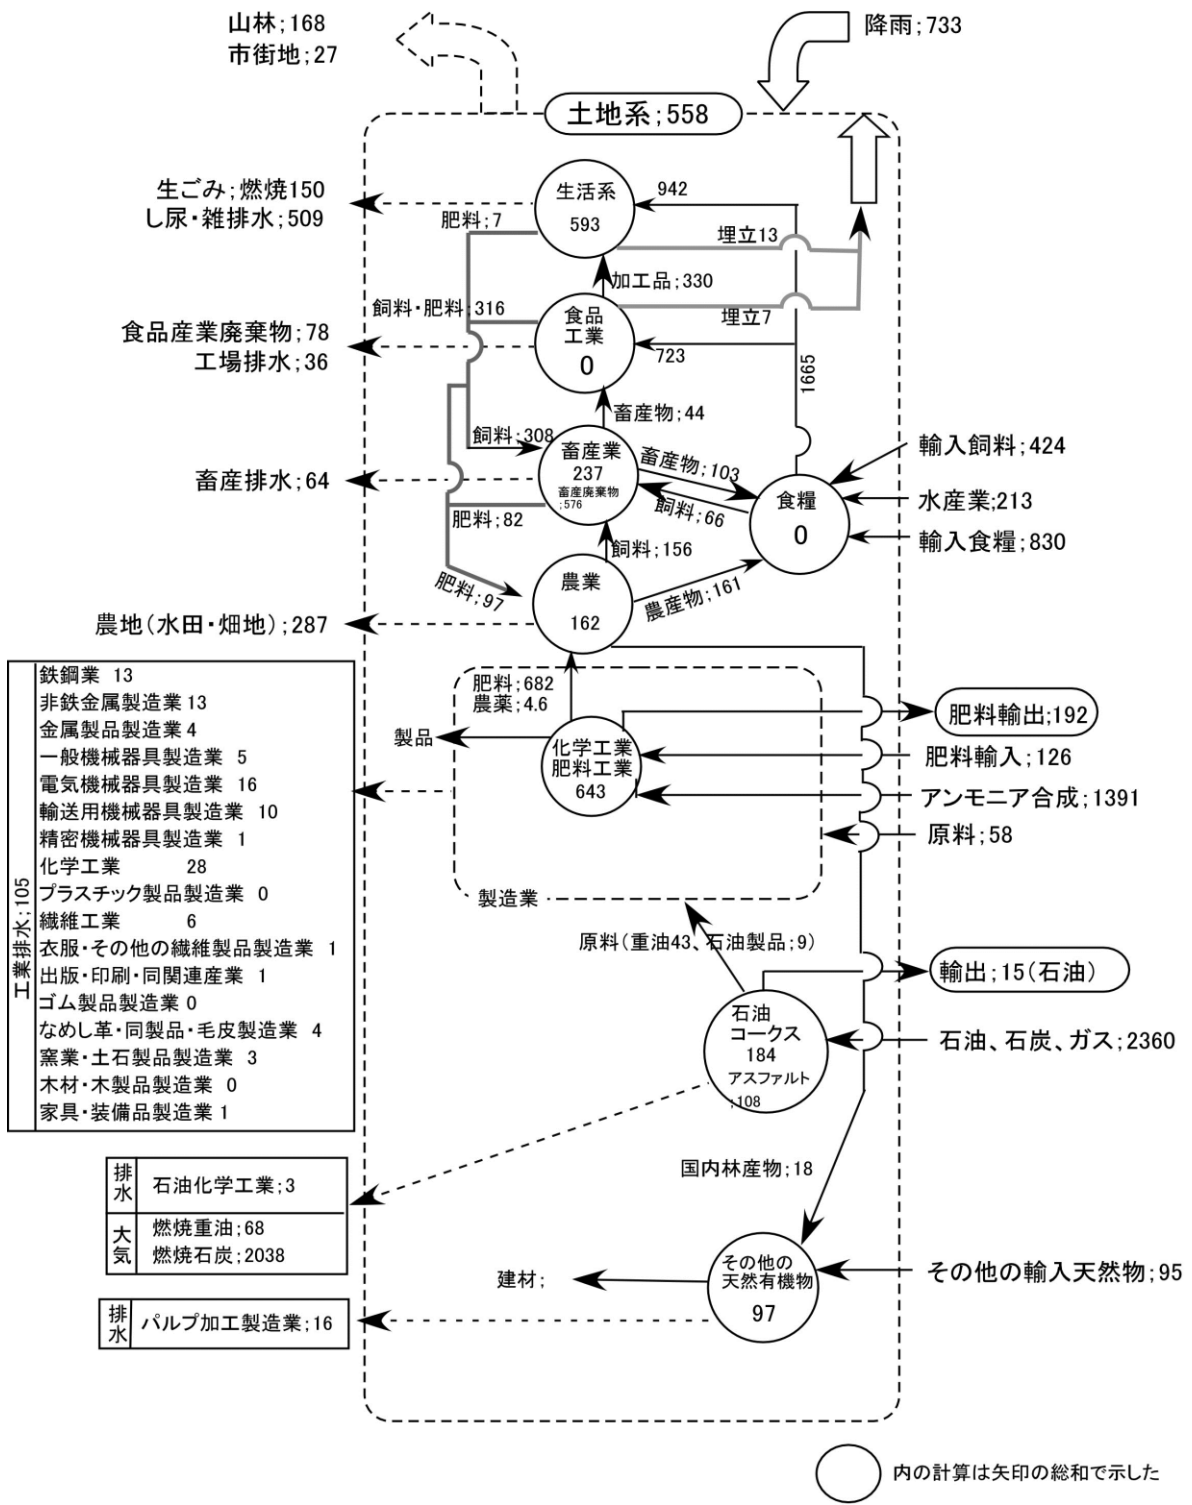 山林;168
市街地;27
降雨;733
土地系;558
生ごみ;燃焼150
し尿・雑排水;509
生活系
593
942
肥料;7
埋立13
加工品;330
飼料・肥料;316
食品
工業
0
埋立7
723
食品産業廃棄物;78
工場排水;36
1665
畜産物;44
飼料;308
畜産業
237
畜産廃棄物
;576
畜産物;103
飼料;66
食糧
0
輸入飼料;424
水産業;213
輸入食糧;830
畜産排水;64
肥料;82
飼料;156
肥料;97
農業
162
農産物;161
農地(水田・畑地);287
肥料;682
農薬;4.6
製品
化学工業
肥料工業
643
肥料輸出;192
肥料輸入;126
アンモニア合成;1391
原料;58
製造業
工業排水;105
鉄鋼業 13
非鉄金属製造業 13
金属製品製造業 4
一般機械器具製造業 5
電気機械器具製造業 16
輸送用機械器具製造業 10
精密機械器具製造業 1
化学工業 28
プラスチック製品製造業 0
繊維工業 6
衣服・その他の繊維製品製造業 1
出版・印刷・同関連産業 1
ゴム製品製造業 0
なめし革・同製品・毛皮製造業 4
窯業・土石製品製造業 3
木材・木製品製造業 0
家具・装備品製造業 1
原料(重油43、石油製品;9)
輸出;15(石油)
石油
コークス
184
アスファルト
;108
石油、石炭、ガス;2360
排水
石油化学工業;3
大気
燃焼重油;68
燃焼石炭;2038
国内林産物;18
その他の
天然有機物
97
その他の輸入天然物;95
建材;
排水
パルプ加工製造業;16
内の計算は矢印の総和で示した